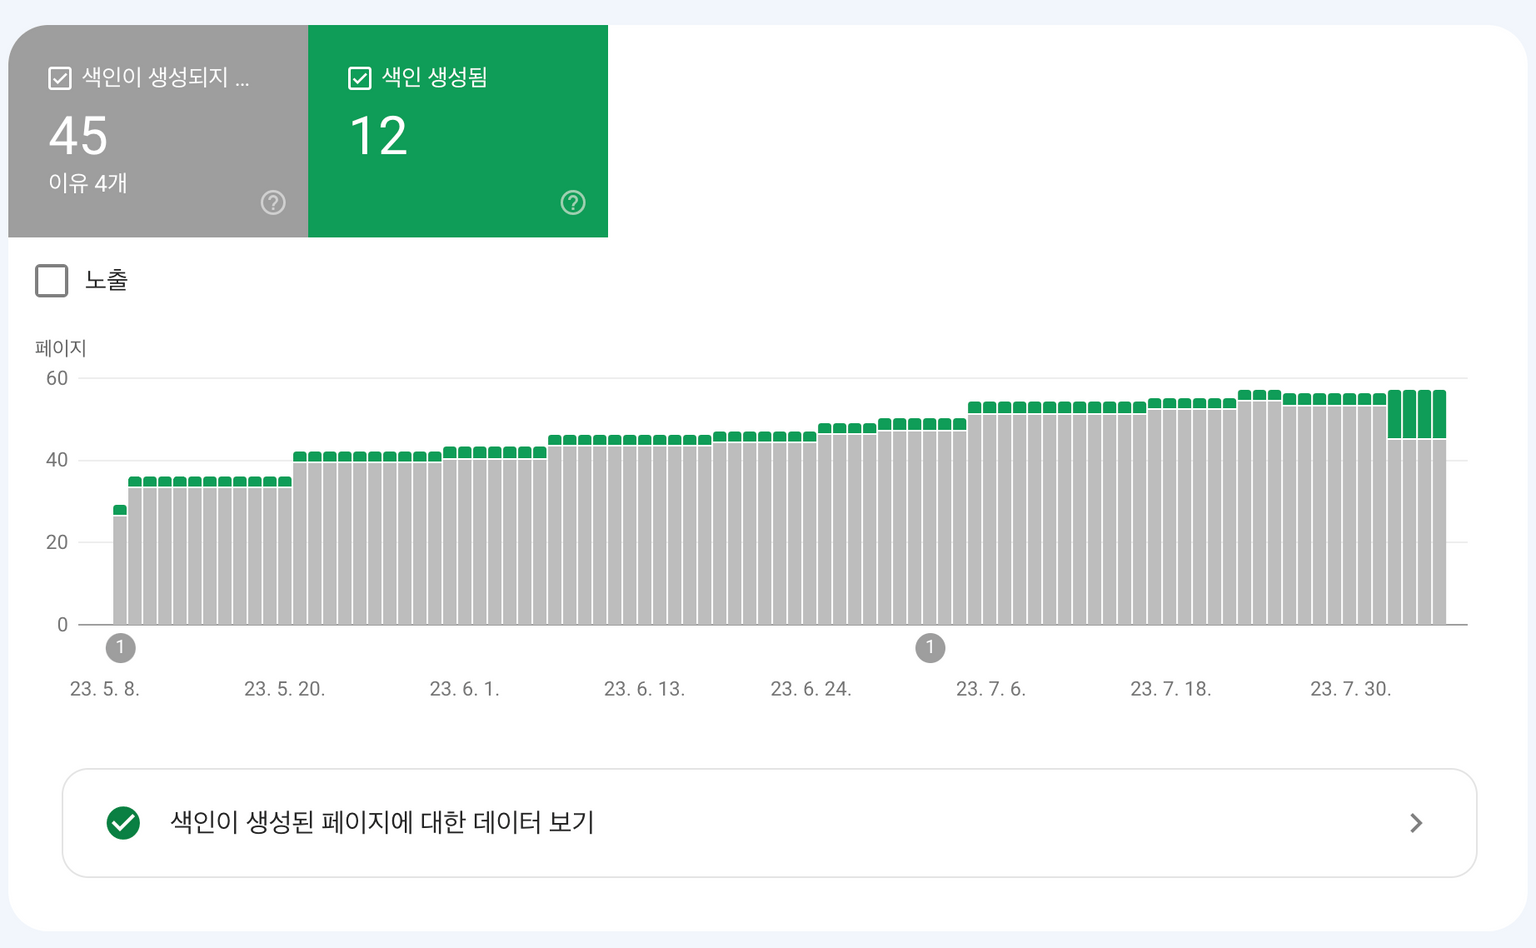 색인이 생성되지 ...
45
이유 4개
색인 생성됨
12
노출
페이지
60
40
20
0
1
1
23. 5. 8.
23. 5. 20.
23. 6. 1.
23. 6. 13.
23. 6. 24.
23. 7. 6.
23. 7. 18.
23. 7. 30.
색인이 생성된 페이지에 대한 데이터 보기